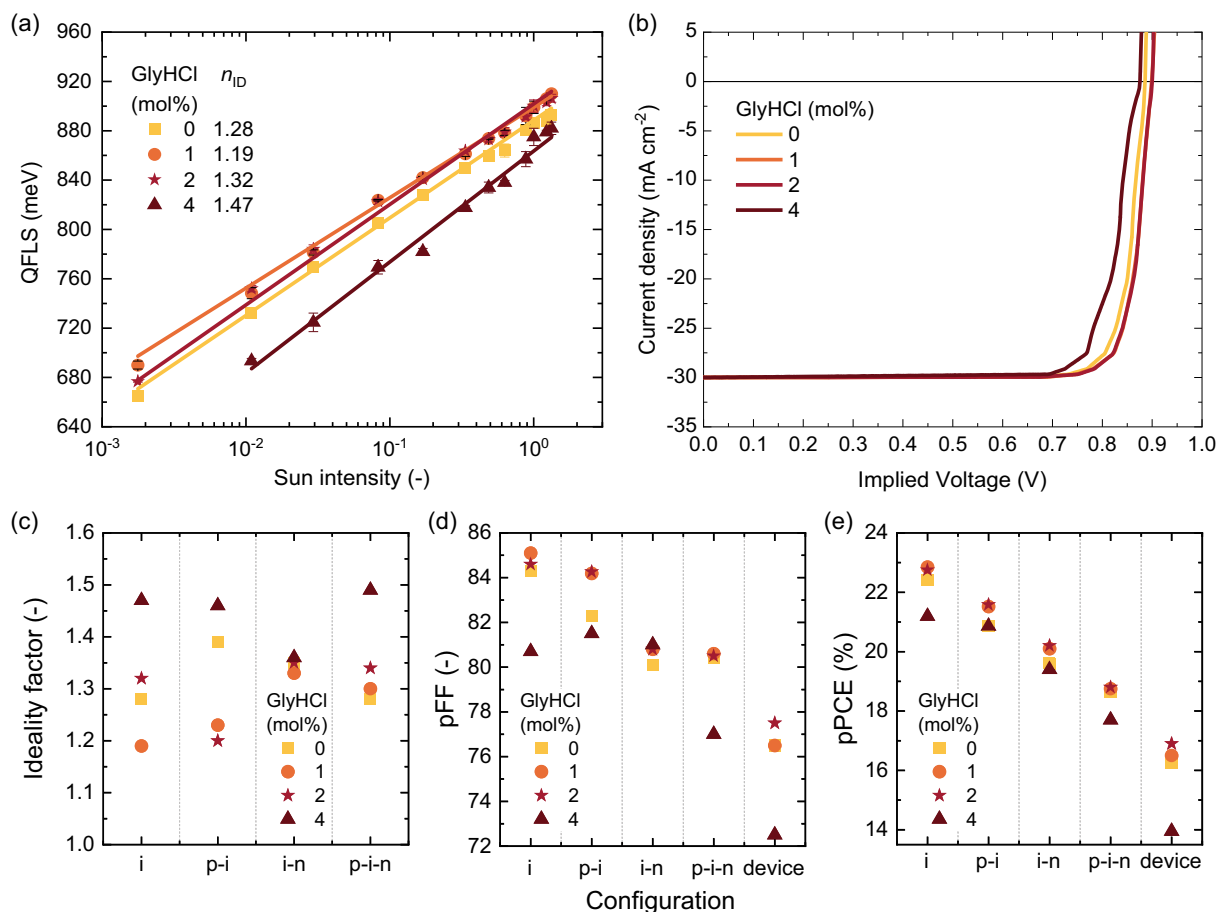 (a)
960
920
880
840
800
760
720
680
640
QFLS (meV)
GlyHCl n_ID
(mol%)
0 1.28
1 1.19
2 1.32
4 1.47
10⁻³ 10⁻² 10⁻¹ 10⁰
Sun intensity (-)
(b)
5
0
-5
-10
-15
-20
-25
-30
-35
Current density (mA cm⁻²)
GlyHCl (mol%)
0
1
2
4
0.0 0.1 0.2 0.3 0.4 0.5 0.6 0.7 0.8 0.9 1.0
Implied Voltage (V)
(c)
1.6
1.5
1.4
1.3
1.2
1.1
1.0
Ideality factor (-)
GlyHCl
(mol%)
0
1
2
4
i p-i i-n p-i-n
(d)
86
84
82
80
78
76
74
72
pFF (-)
GlyHCl
(mol%)
0
1
2
4
i p-i i-n p-i-n device
Configuration
(e)
24
22
20
18
16
14
pPCE (%)
GlyHCl
(mol%)
0
1
2
4
i p-i i-n p-i-n device